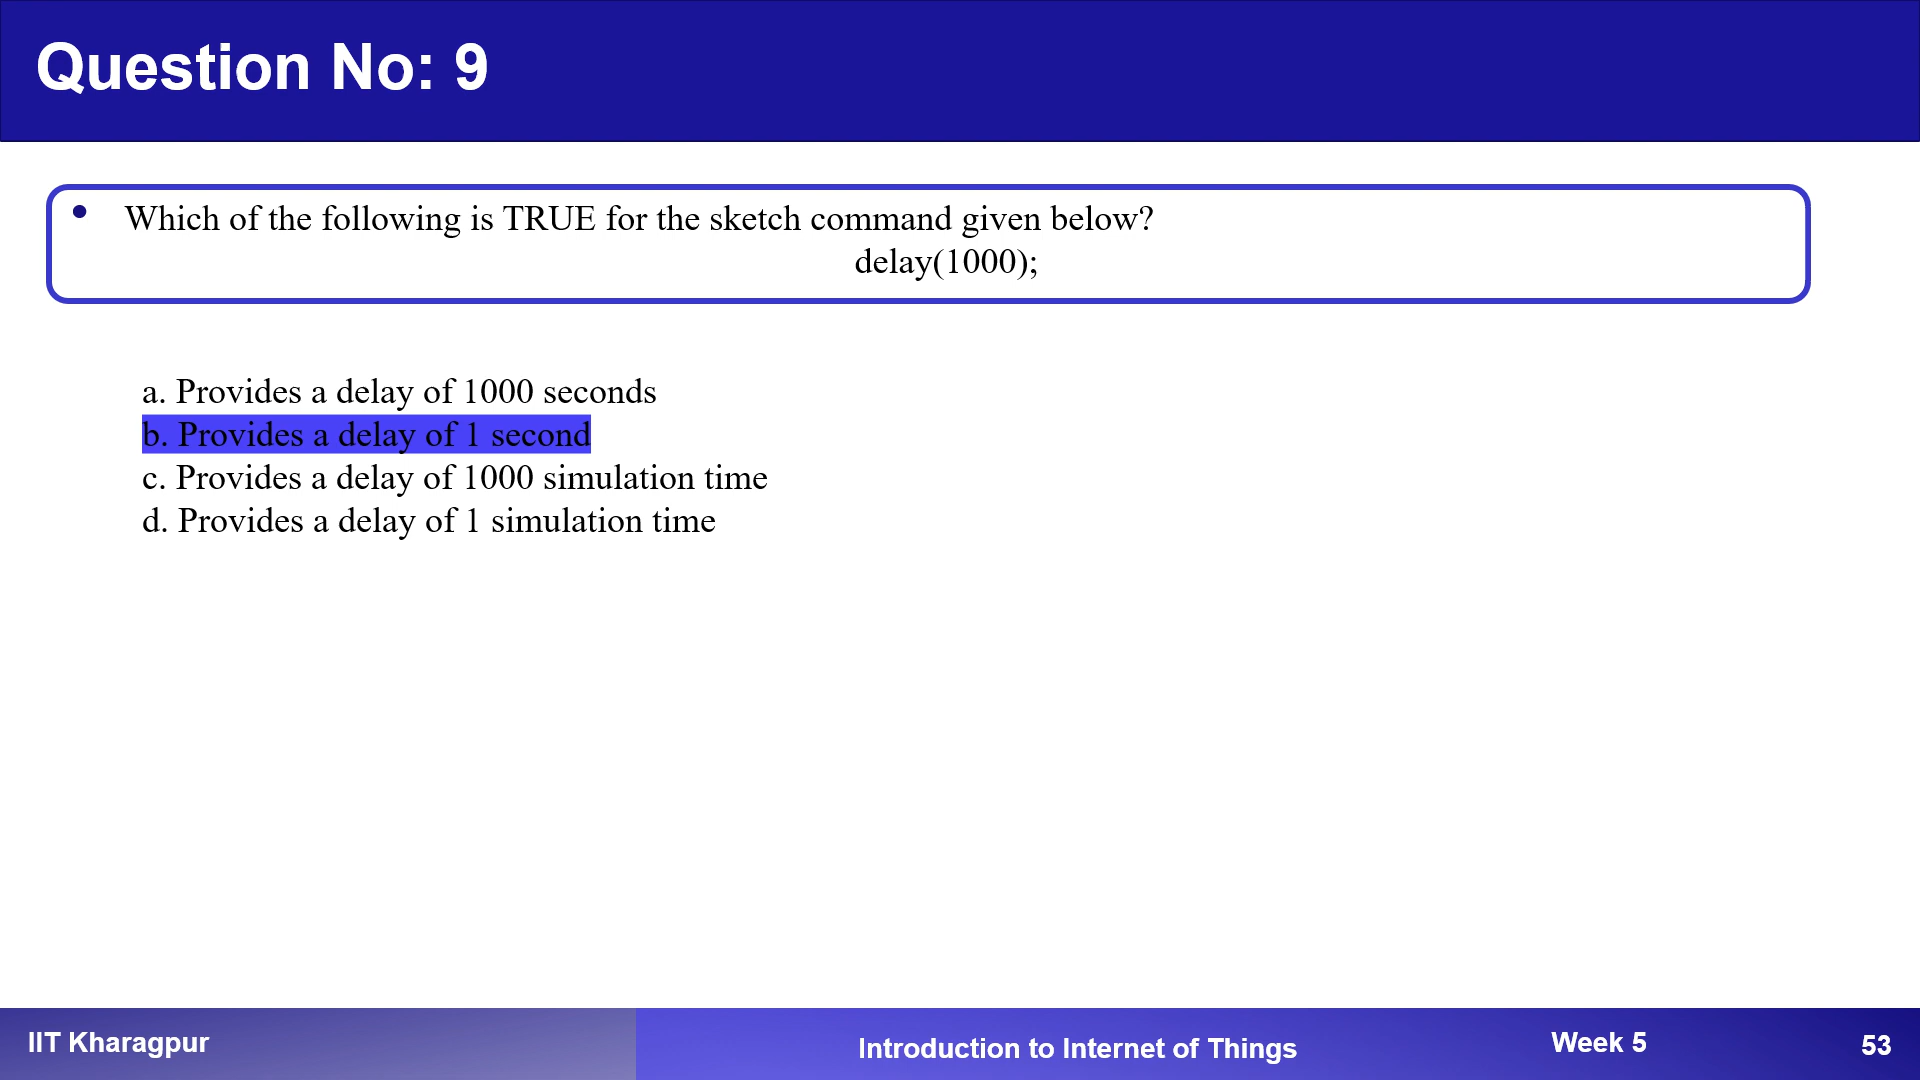 Question No: 9
• Which of the following is TRUE for the sketch command given below?
delay(1000);
a. Provides a delay of 1000 seconds
b. Provides a delay of 1 second
c. Provides a delay of 1000 simulation time
d. Provides a delay of 1 simulation time
IIT Kharagpur
Introduction to Internet of Things
Week 5
53